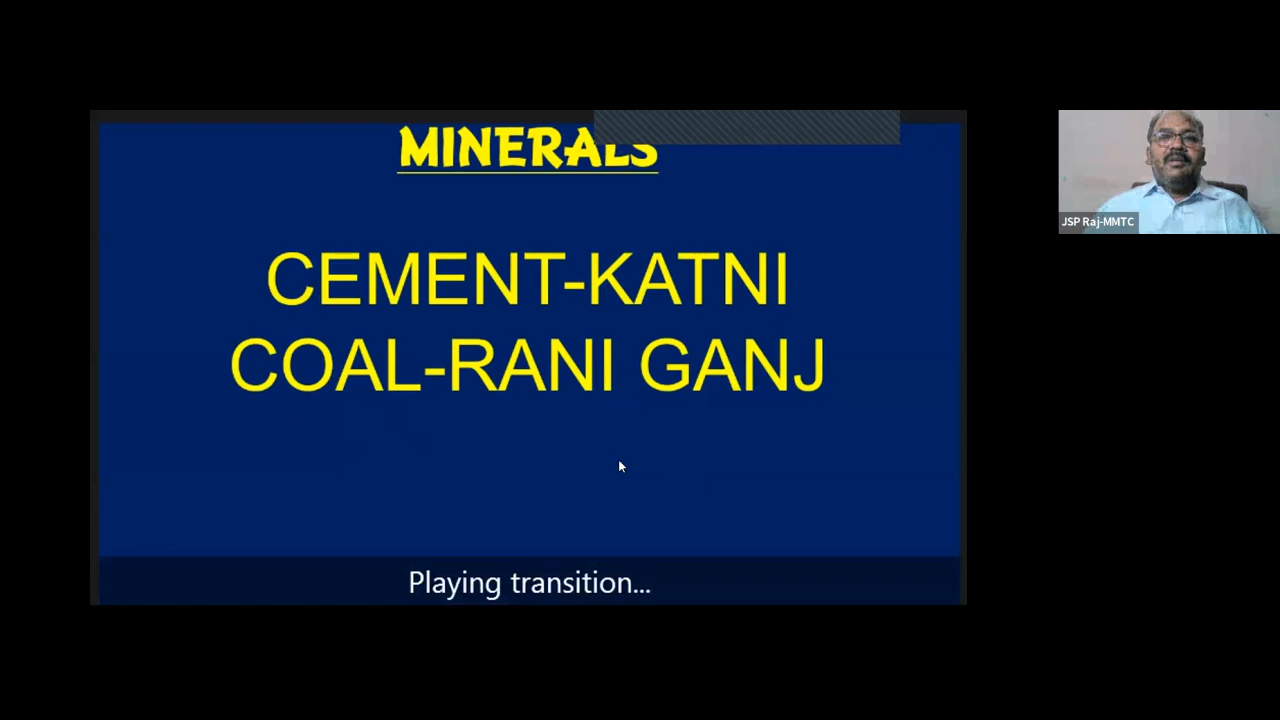 MINERALS
CEMENT-KATNI
COAL-RANI GANJ
Playing transition...
JSP Raj-MMTC